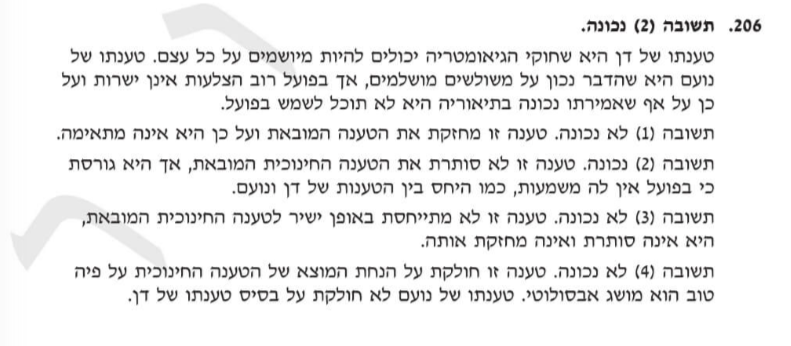 206. תשובה (2) נכונה.
טענתו של דן היא שחוקי הגיאומטריה יכולים להיות מיושמים על כל עצם. טענתו של
נועם היא שהדבר נכון על משולשים מושלמים, אך בפועל רוב הצלעות אינן ישרות ועל
כן על אף שאמירתו נכונה בתיאוריה היא לא תוכל לשמש בפועל.
תשובה (1) לא נכונה. טענה זו מחזקת את הטענה המובאת ועל כן היא אינה מתאימה.
תשובה (2) נכונה. טענה זו לא סותרת את הטענה החינוכית המובאת, אך היא גורסת
כי בפועל אין לה משמעות, כמו היחס בין הטענות של דן ונועם.
תשובה (3) לא נכונה. טענה זו לא מתייחסת באופן ישיר לטענה החינוכית המובאת,
היא אינה סותרת ואינה מחזקת אותה.
תשובה (4) לא נכונה. טענה זו חולקת על הנחת המוצא של הטענה החינוכית על פיה
טוב הוא מושג אבסולוטי. טענתו של נועם לא חולקת על בסיס טענתו של דן.